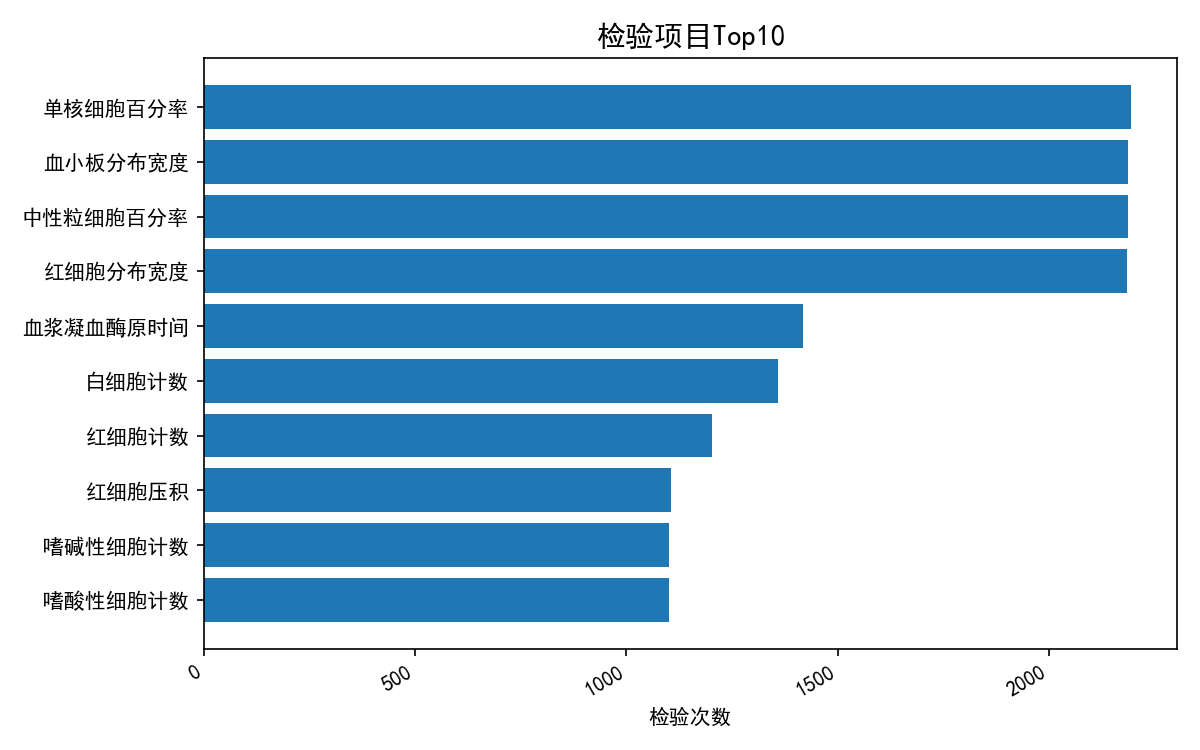 检验项目Top10
单核细胞百分率
血小板分布宽度
中性粒细胞百分率
红细胞分布宽度
血浆凝血酶原时间
白细胞计数
红细胞计数
红细胞压积
嗜碱性细胞计数
嗜酸性细胞计数
0
500
1000
1500
2000
检验次数